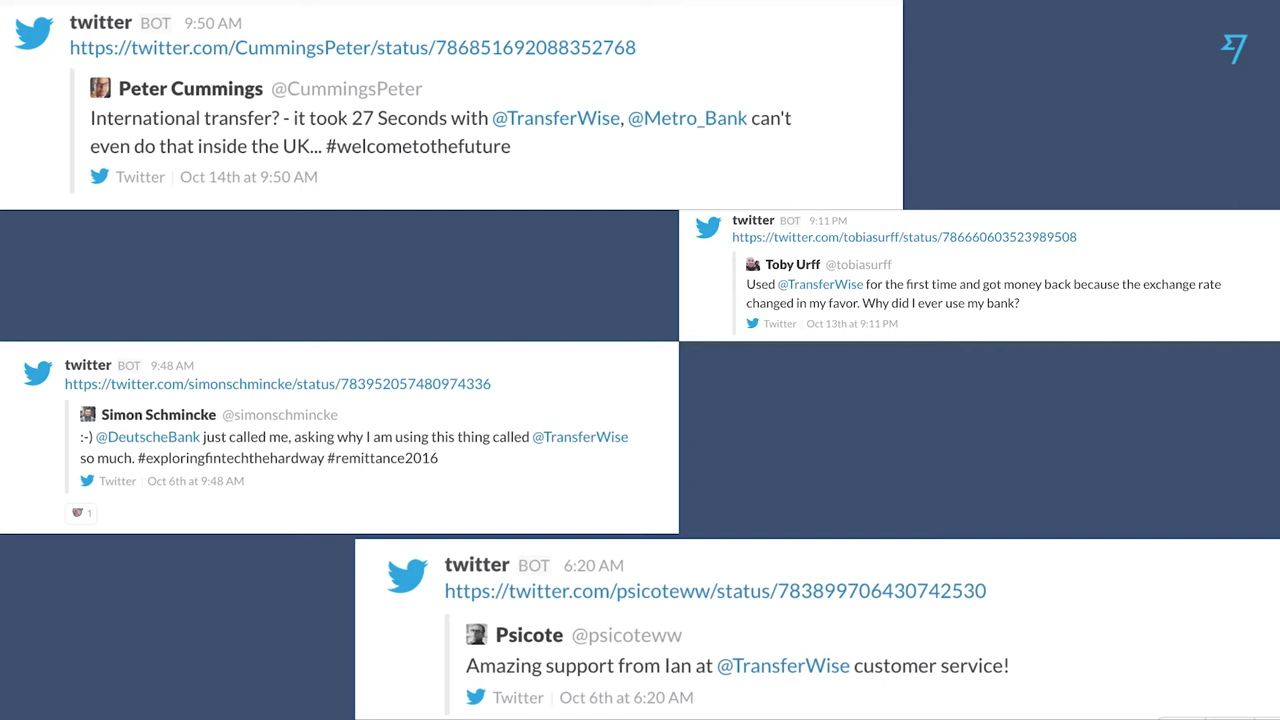 twitter BOT 9:50 AM
https://twitter.com/CummingsPeter/status/786851692088352768
Peter Cummings @CummingsPeter
International transfer? - it took 27 Seconds with @TransferWise, @Metro_Bank can't
even do that inside the UK... #welcometothefuture
Twitter | Oct 14th at 9:50 AM
twitter BOT 9:11 PM
https://twitter.com/tobiasurff/status/786660603523989508
Toby Urff @tobiasurff
Used @TransferWise for the first time and got money back because the exchange rate
changed in my favor. Why did I ever use my bank?
Twitter | Oct 13th at 9:11 PM
twitter BOT 9:48 AM
https://twitter.com/simonschmincke/status/783952057480974336
Simon Schmincke @simonschmincke
:-) @DeutscheBank just called me, asking why I am using this thing called @TransferWise
so much. #exploringfintechthehardway #remittance2016
Twitter | Oct 6th at 9:48 AM
1
twitter BOT 6:20 AM
https://twitter.com/psicoteww/status/783899706430742530
Psicote @psicoteww
Amazing support from Ian at @TransferWise customer service!
Twitter | Oct 6th at 6:20 AM